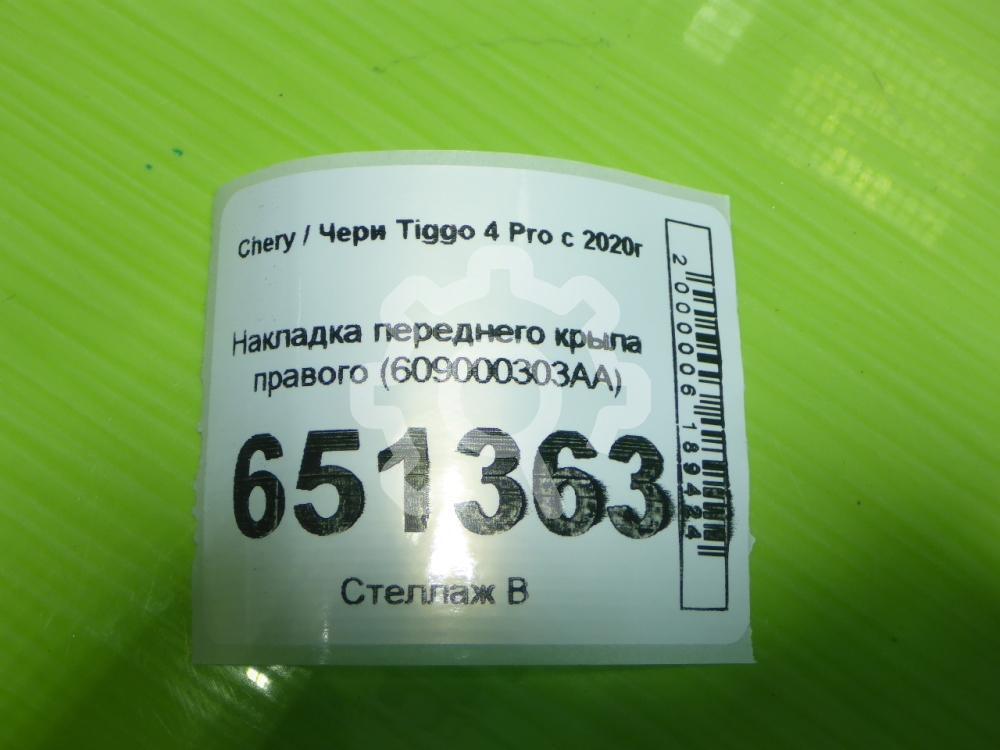 Chery / Чери Tiggo 4 Pro с 2020г
Накладка переднего крыла
правого (609000303AA)
651363
Стеллаж В
2000006189424